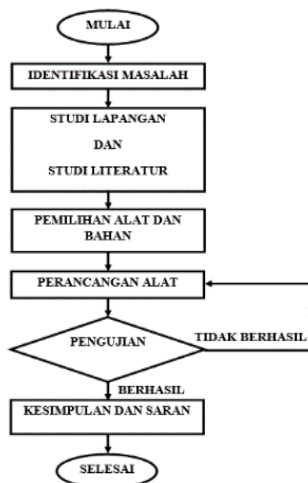 MULAI
IDENTIFIKASI MASALAH
STUDI LAPANGAN
DAN
STUDI LITERATUR
PEMILIHAN ALAT DAN
BAHAN
PERANCANGAN ALAT
PENGUJIAN
TIDAK BERHASIL
BERHASIL
KESIMPULAN DAN SARAN
SELESAI